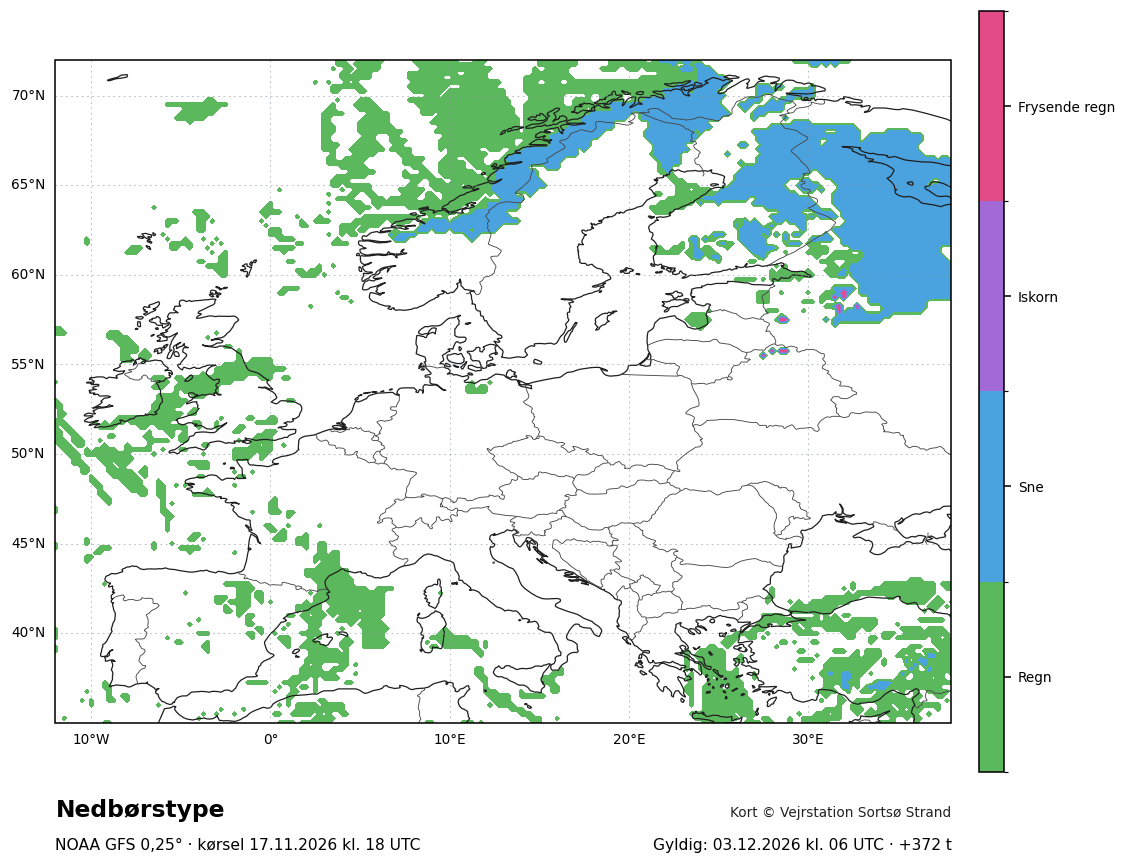 70°N
65°N
60°N
55°N
50°N
45°N
40°N
10°W
0°
10°E
20°E
30°E
Frysende regn
Iskorn
Sne
Regn
Nedbørstype
Kort © Vejrstation Sortsø Strand
NOAA GFS 0,25° · kørsel 17.11.2026 kl. 18 UTC
Gyldig: 03.12.2026 kl. 06 UTC · +372 t